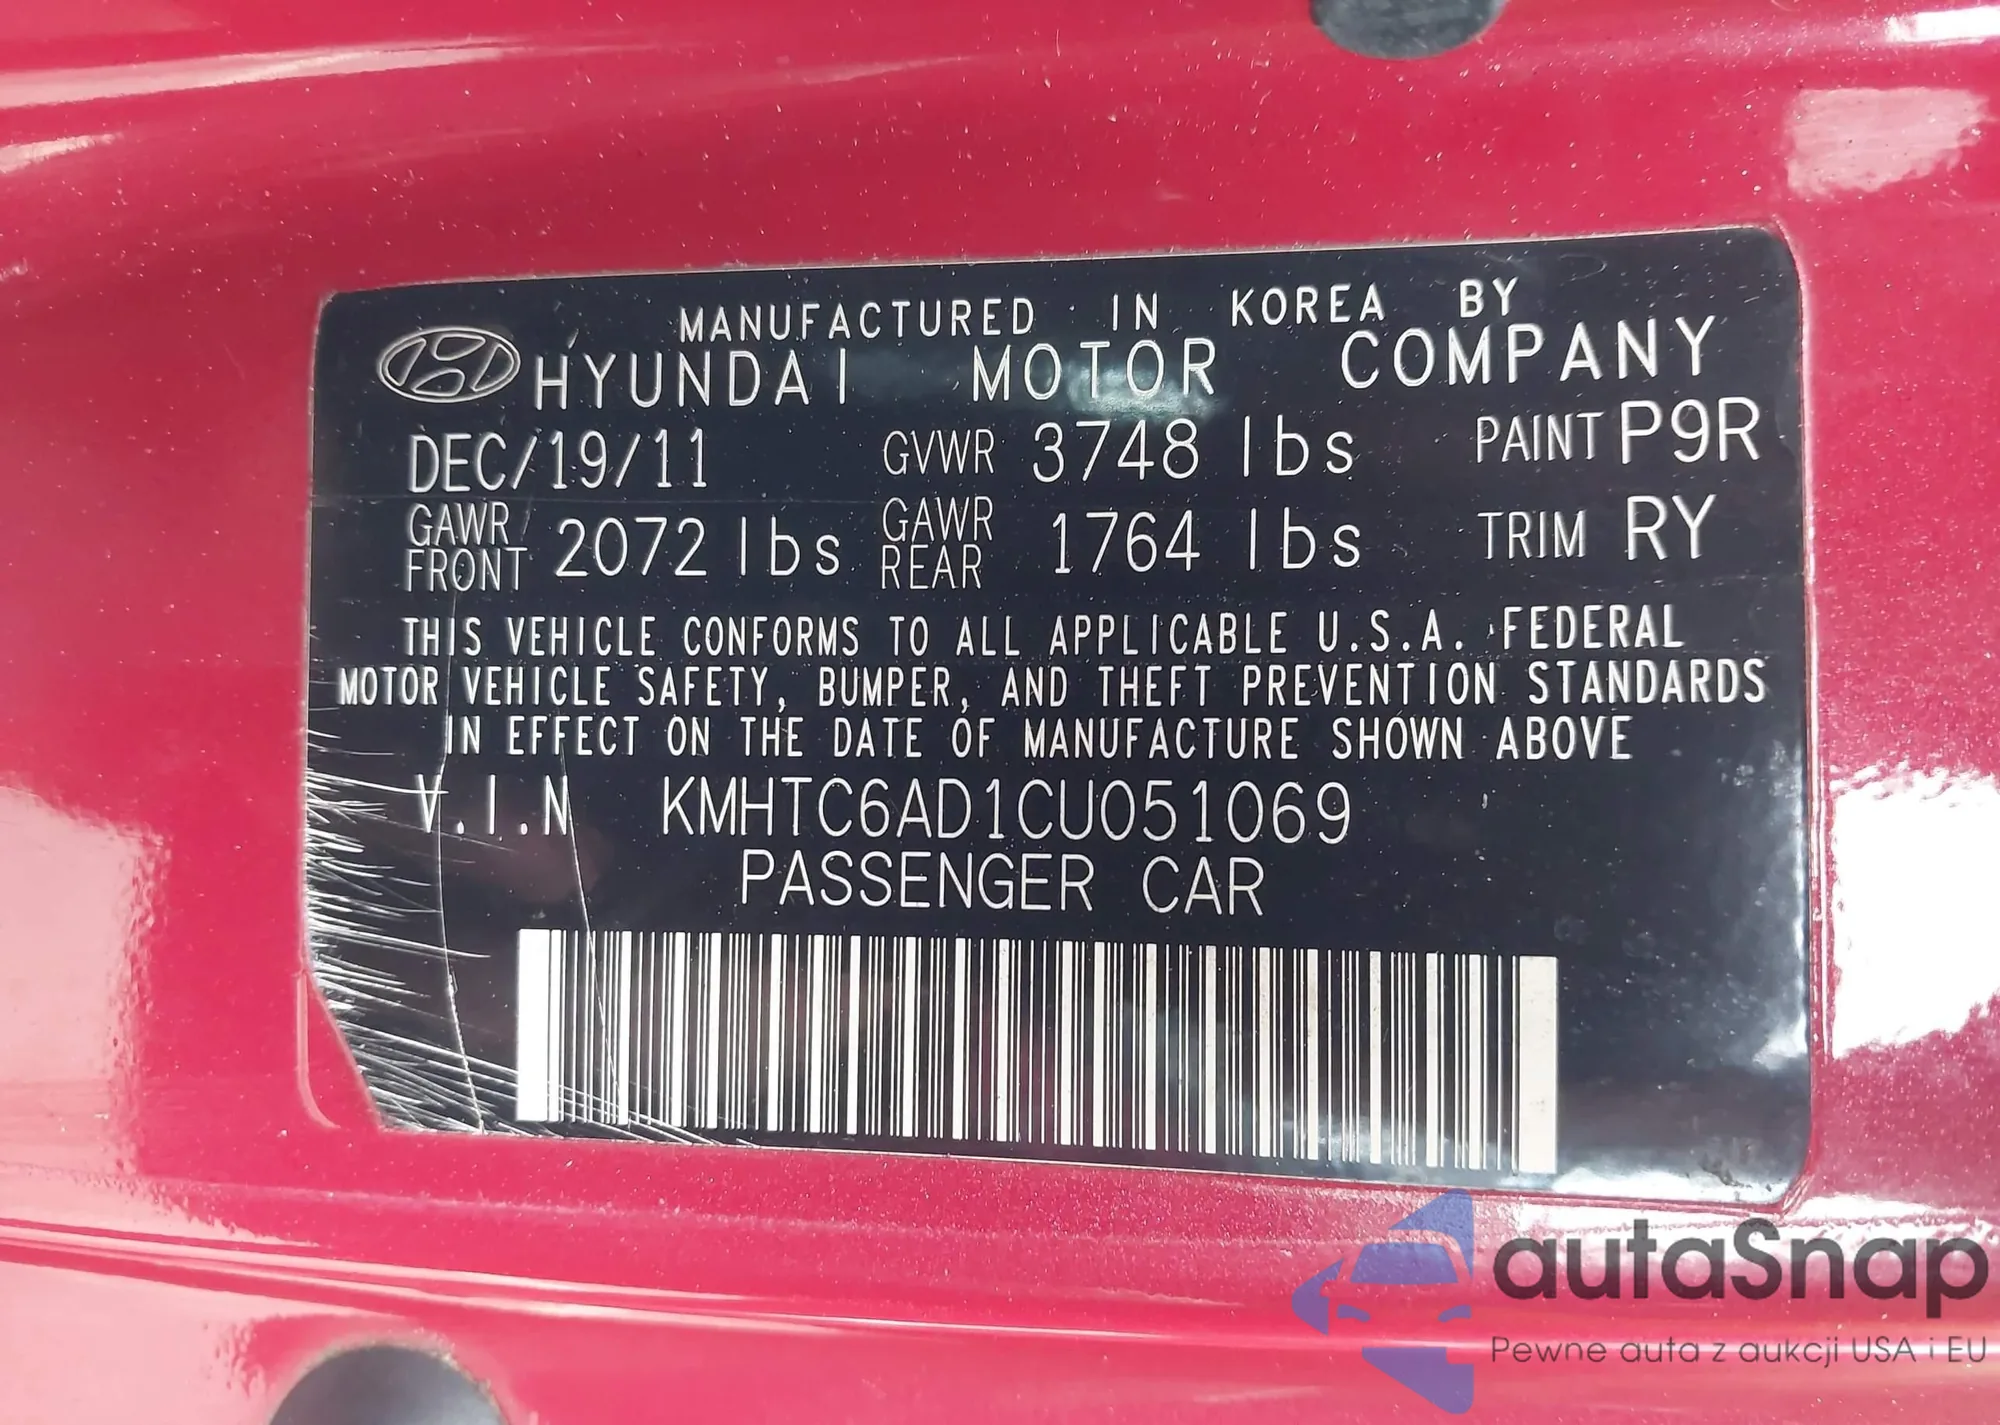 MANUFACTURED IN KOREA BY
HYUNDAI MOTOR COMPANY
DEC/19/11 GVWR 3748 lbs PAINT P9R
GAWR FRONT 2072 lbs GAWR REAR 1764 lbs TRIM RY
THIS VEHICLE CONFORMS TO ALL APPLICABLE U.S.A. FEDERAL
MOTOR VEHICLE SAFETY, BUMPER, AND THEFT PREVENTION STANDARDS
IN EFFECT ON THE DATE OF MANUFACTURE SHOWN ABOVE
V.I.N KMHTC6AD1CU051069
PASSENGER CAR
autaSnap
Pewne auta z aukcji USA i EU